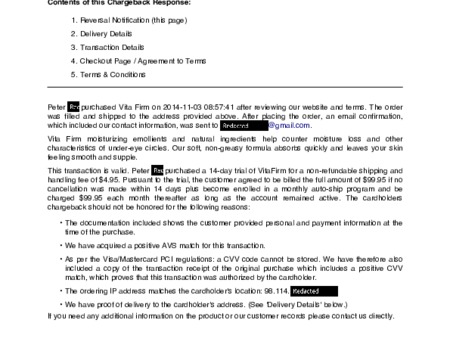 Contents of this Chargeback Response:
1. Reversal Notification (this page)
2. Delivery Details
3. Transaction Details
4. Checkout Page / Agreement to Terms
5. Terms & Conditions
Peter Re purchased Vita Firm on 2014-11-03 08:57:41 after reviewing our website and terms. The order
was filled and shipped to the address provided above. After placing the order, an email confirmation,
which included our contact information, was sent to Redacted @gmail.com.
Vita Firm moisturizing emollients and natural ingredients help counter moisture loss and other
characteristics of under-eye circles. Our soft, non-greasy formula absorbs quickly and leaves your skin
feeling smooth and supple.
This transaction is valid. Peter Re purchased a 14-day trial of VitaFirm for a non-refundable shipping and
handling fee of $4.95. Pursuant to the trial, the customer agreed to be billed the full amount of $99.95 if no
cancellation was made within 14 days plus become enrolled in a monthly auto-ship program and be
charged $99.95 each month thereafter as long as the account remained active. The cardholders
chargeback should not be honored for the following reasons:
• The documentation included shows the customer provided personal and payment information at the
time of the purchase.
• We have acquired a positive AVS match for this transaction.
• As per the Visa/Mastercard PCI regulations: a CVV code cannot be stored. We have therefore also
included a copy of the transaction receipt of the original purchase which includes a positive CVV
match, which proves that this transaction was authorized by the cardholder.
• The ordering IP address matches the cardholder's location: 98.114. Redacted
• We have proof of delivery to the cardholder's address. (See 'Delivery Details' below.)
If you need any additional information on the product or our customer records please contact us directly.